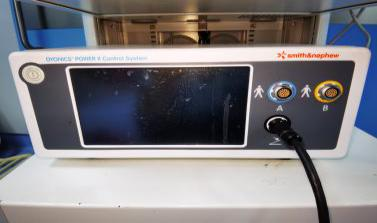 DYONICS POWER II Control System
smith&nephew
A
B